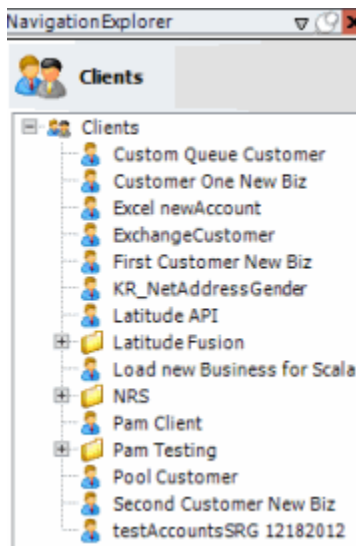 NavigationExplorer
Clients
Clients
Custom Queue Customer
Customer One New Biz
Excel newAccount
ExchangeCustomer
First Customer New Biz
KR_NetAddressGender
Latitude API
Latitude Fusion
Load new Business for Scala
NRS
Pam Client
Pam Testing
Pool Customer
Second Customer New Biz
testAccountsSRG 12182012